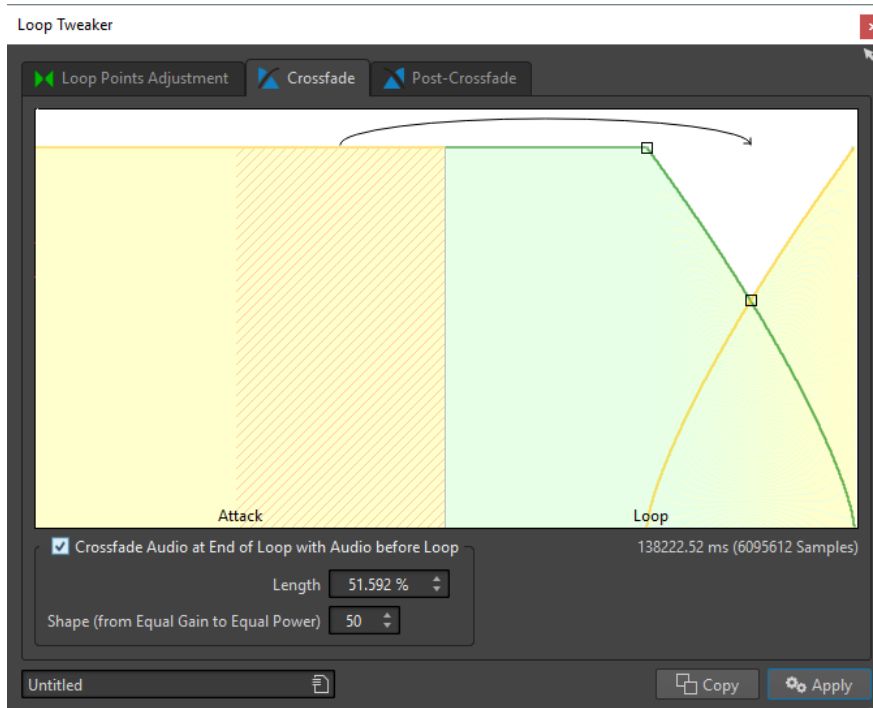 Loop Tweaker
Loop Points Adjustment Crossfade Post-Crossfade
Attack Loop
Crossfade Audio at End of Loop with Audio before Loop 138222.52 ms (6095612 Samples)
Length 51.592 %
Shape (from Equal Gain to Equal Power) 50
Untitled Copy Apply